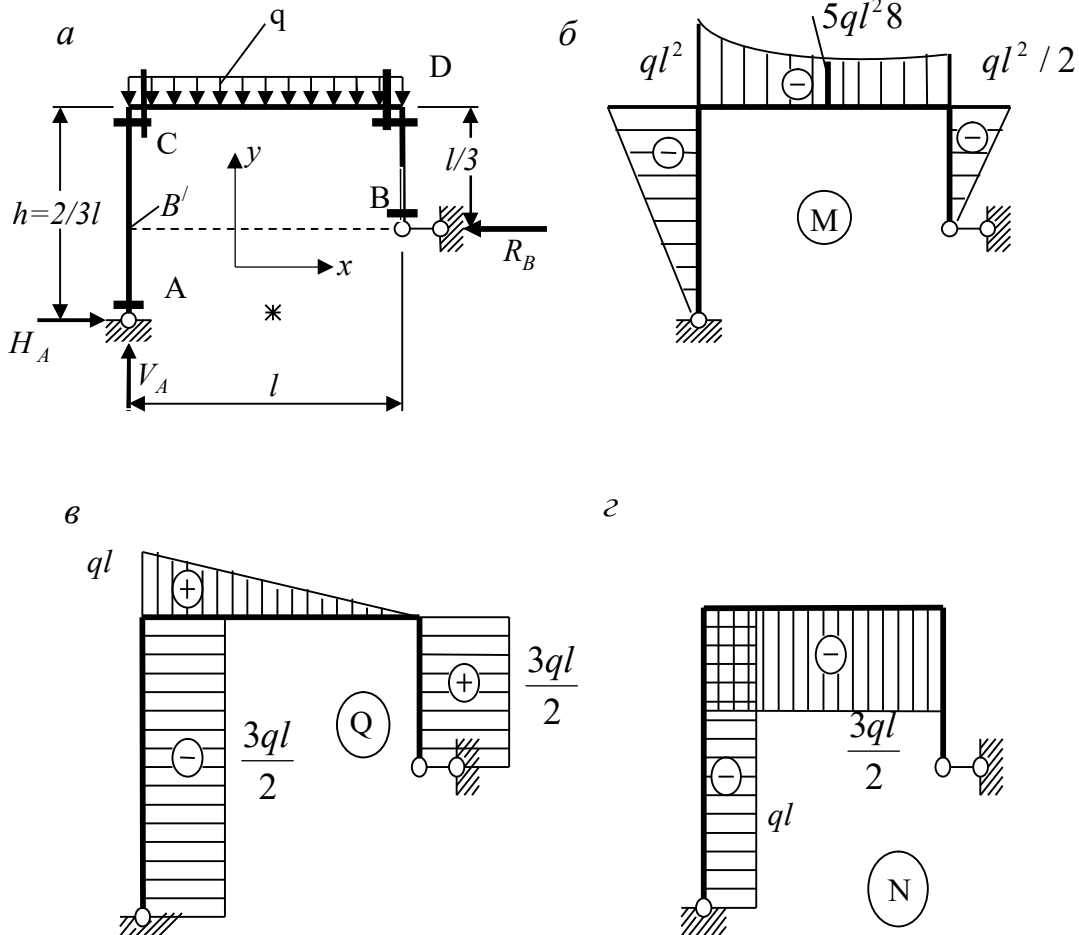 а
q
D
C
y
l/3
h=2/3l
B/
B
x
R_B
A
H_A
V_A
l
б
5ql²8
ql²
ql² / 2
−
−
−
M
в
ql
+
+
3ql
2
Q
−
3ql
2
г
−
3ql
2
−
ql
N